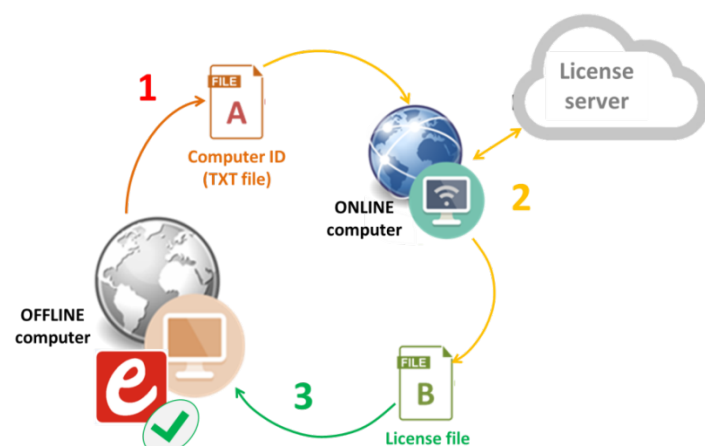 1
FILE
A
Computer ID
(TXT file)
License
server
ONLINE
computer
2
OFFLINE
computer
e
3
FILE
B
License file